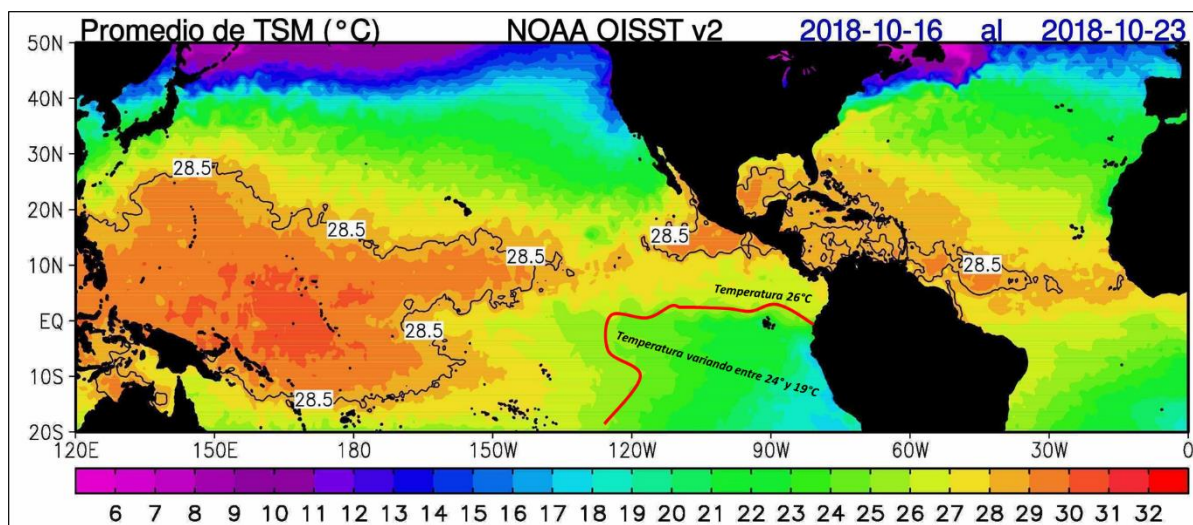 Promedio de TSM (°C) NOAA OISST v2 2018-10-16 al 2018-10-23
50N
40N
30N
20N
10N
EQ
10S
20S
28.5
28.5
28.5
28.5
28.5
28.5
28.5
Temperatura 26°C
Temperatura variando entre 24° y 19°C
120E 150E 180E 150W 120W 90W 60W 30W 0
6 7 8 9 10 11 12 13 14 15 16 17 18 19 20 21 22 23 24 25 26 27 28 29 30 31 32